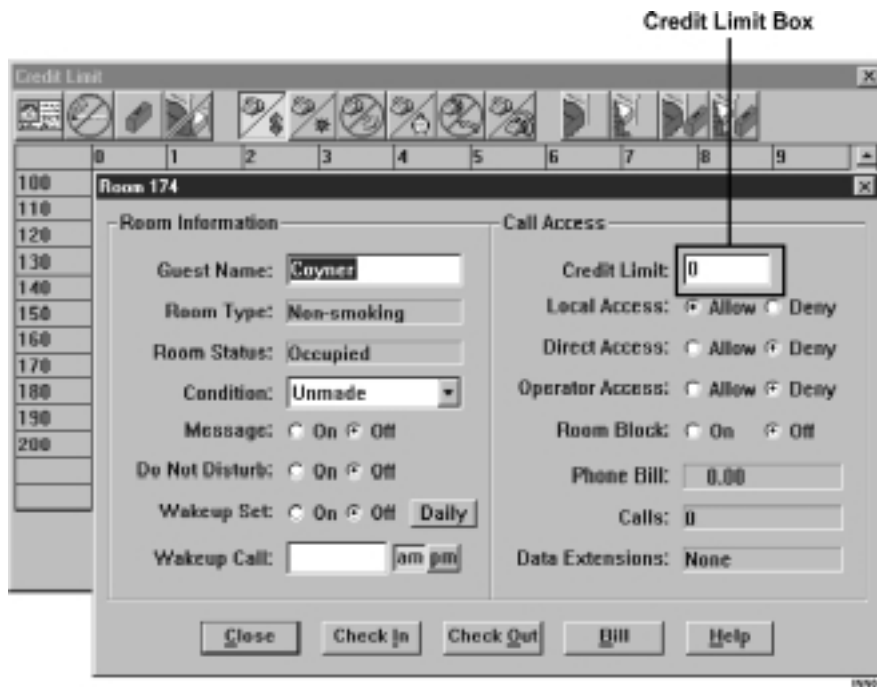 Credit Limit Box
Credit Limit
0 1 2 3 4 5 6 7 8 9
100
110
120
130
140
150
160
170
180
190
200
Room 174
Room Information
Guest Name: Coyner
Room Type: Non-smoking
Room Status: Occupied
Condition: Unmade
Message: On Off
Do Not Disturb: On Off
Wakeup Set: On Off Daily
Wakeup Call: am pm
Call Access
Credit Limit: 0
Local Access: Allow Deny
Direct Access: Allow Deny
Operator Access: Allow Deny
Room Block: On Off
Phone Bill: 0.00
Calls: 0
Data Extensions: None
Close Check In Check Out Bill Help